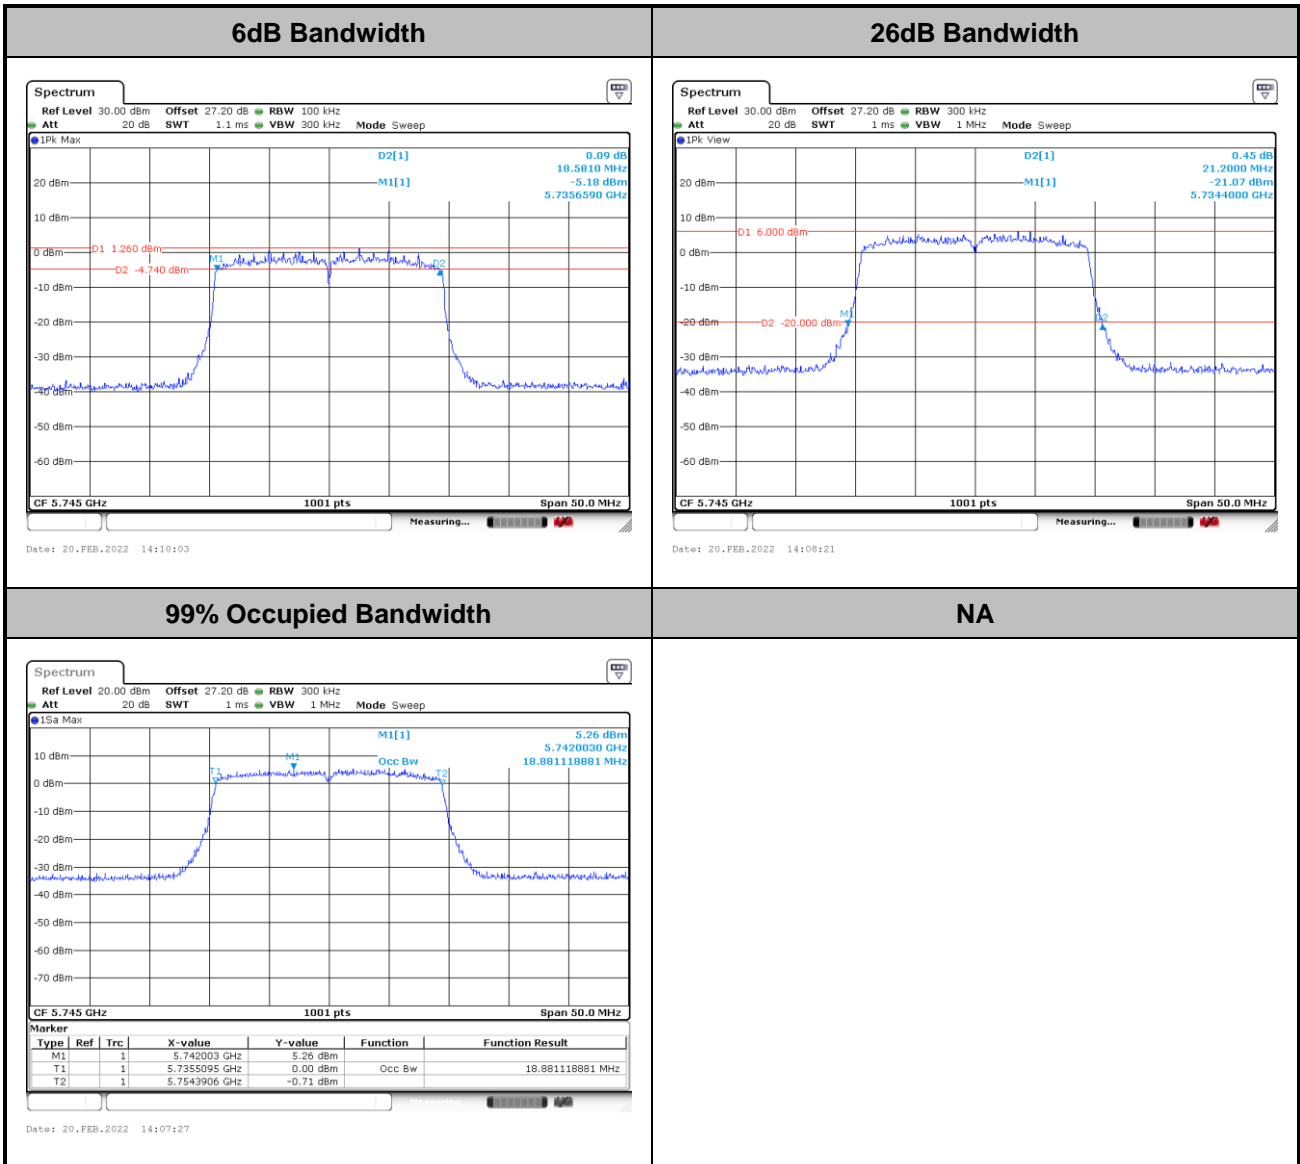 6dB Bandwidth
26dB Bandwidth
Spectrum
Ref Level 30.00 dBm Offset 27.20 dB RBW 100 kHz
Att 20 dB SWT 1.1 ms VBW 300 kHz Mode Sweep
1Pk Max
D2[1] 0.09 dB
18.5810 MHz
M1[1] -5.18 dBm
5.7356590 GHz
20 dBm
10 dBm
0 dBm
D1 1.260 dBm
M1
D2
D2 -4.740 dBm
-10 dBm
-20 dBm
-30 dBm
-40 dBm
-50 dBm
-60 dBm
CF 5.745 GHz 1001 pts Span 50.0 MHz
Measuring...
Date: 20.FEB.2022 14:10:03
Spectrum
Ref Level 30.00 dBm Offset 27.20 dB RBW 300 kHz
Att 20 dB SWT 1 ms VBW 1 MHz Mode Sweep
1Pk View
D2[1] 0.45 dB
21.2000 MHz
M1[1] -21.07 dBm
5.7344000 GHz
20 dBm
10 dBm
D1 6.000 dBm
0 dBm
-10 dBm
M1
D2
-20 dBm
D2 -20.000 dBm
-30 dBm
-40 dBm
-50 dBm
-60 dBm
CF 5.745 GHz 1001 pts Span 50.0 MHz
Measuring...
Date: 20.FEB.2022 14:08:21
99% Occupied Bandwidth
NA
Spectrum
Ref Level 20.00 dBm Offset 27.20 dB RBW 300 kHz
Att 20 dB SWT 1 ms VBW 1 MHz Mode Sweep
1Sa Max
M1[1] 5.26 dBm
5.7420030 GHz
Occ Bw 18.881118881 MHz
10 dBm
M1
T1
T2
0 dBm
-10 dBm
-20 dBm
-30 dBm
-40 dBm
-50 dBm
-60 dBm
-70 dBm
CF 5.745 GHz 1001 pts Span 50.0 MHz
Marker
Type Ref Trc X-value Y-value Function Function Result
M1 1 5.742003 GHz 5.26 dBm
T1 1 5.7355095 GHz 0.00 dBm Occ Bw 18.881118881 MHz
T2 1 5.7543906 GHz -0.71 dBm
Measuring...
Date: 20.FEB.2022 14:07:27